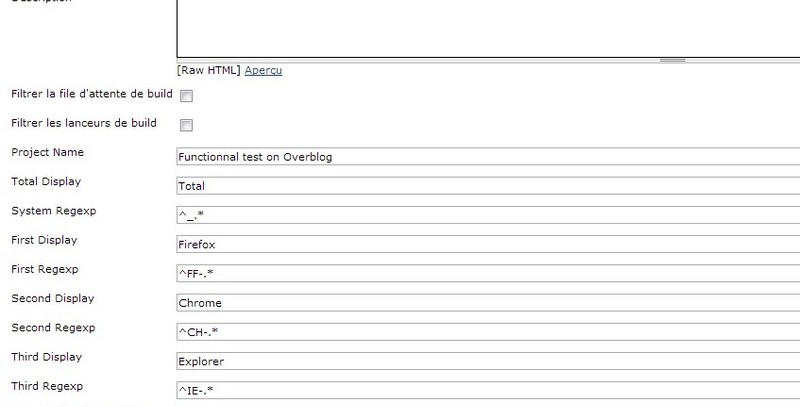 Description
[Raw HTML] Aperçu
Filtrer la file d'attente de build
Filtrer les lanceurs de build
Project Name Functionnal test on Overblog
Total Display Total
System Regexp ^_.*
First Display Firefox
First Regexp ^FF-.*
Second Display Chrome
Second Regexp ^CH-.*
Third Display Explorer
Third Regexp ^IE-.*